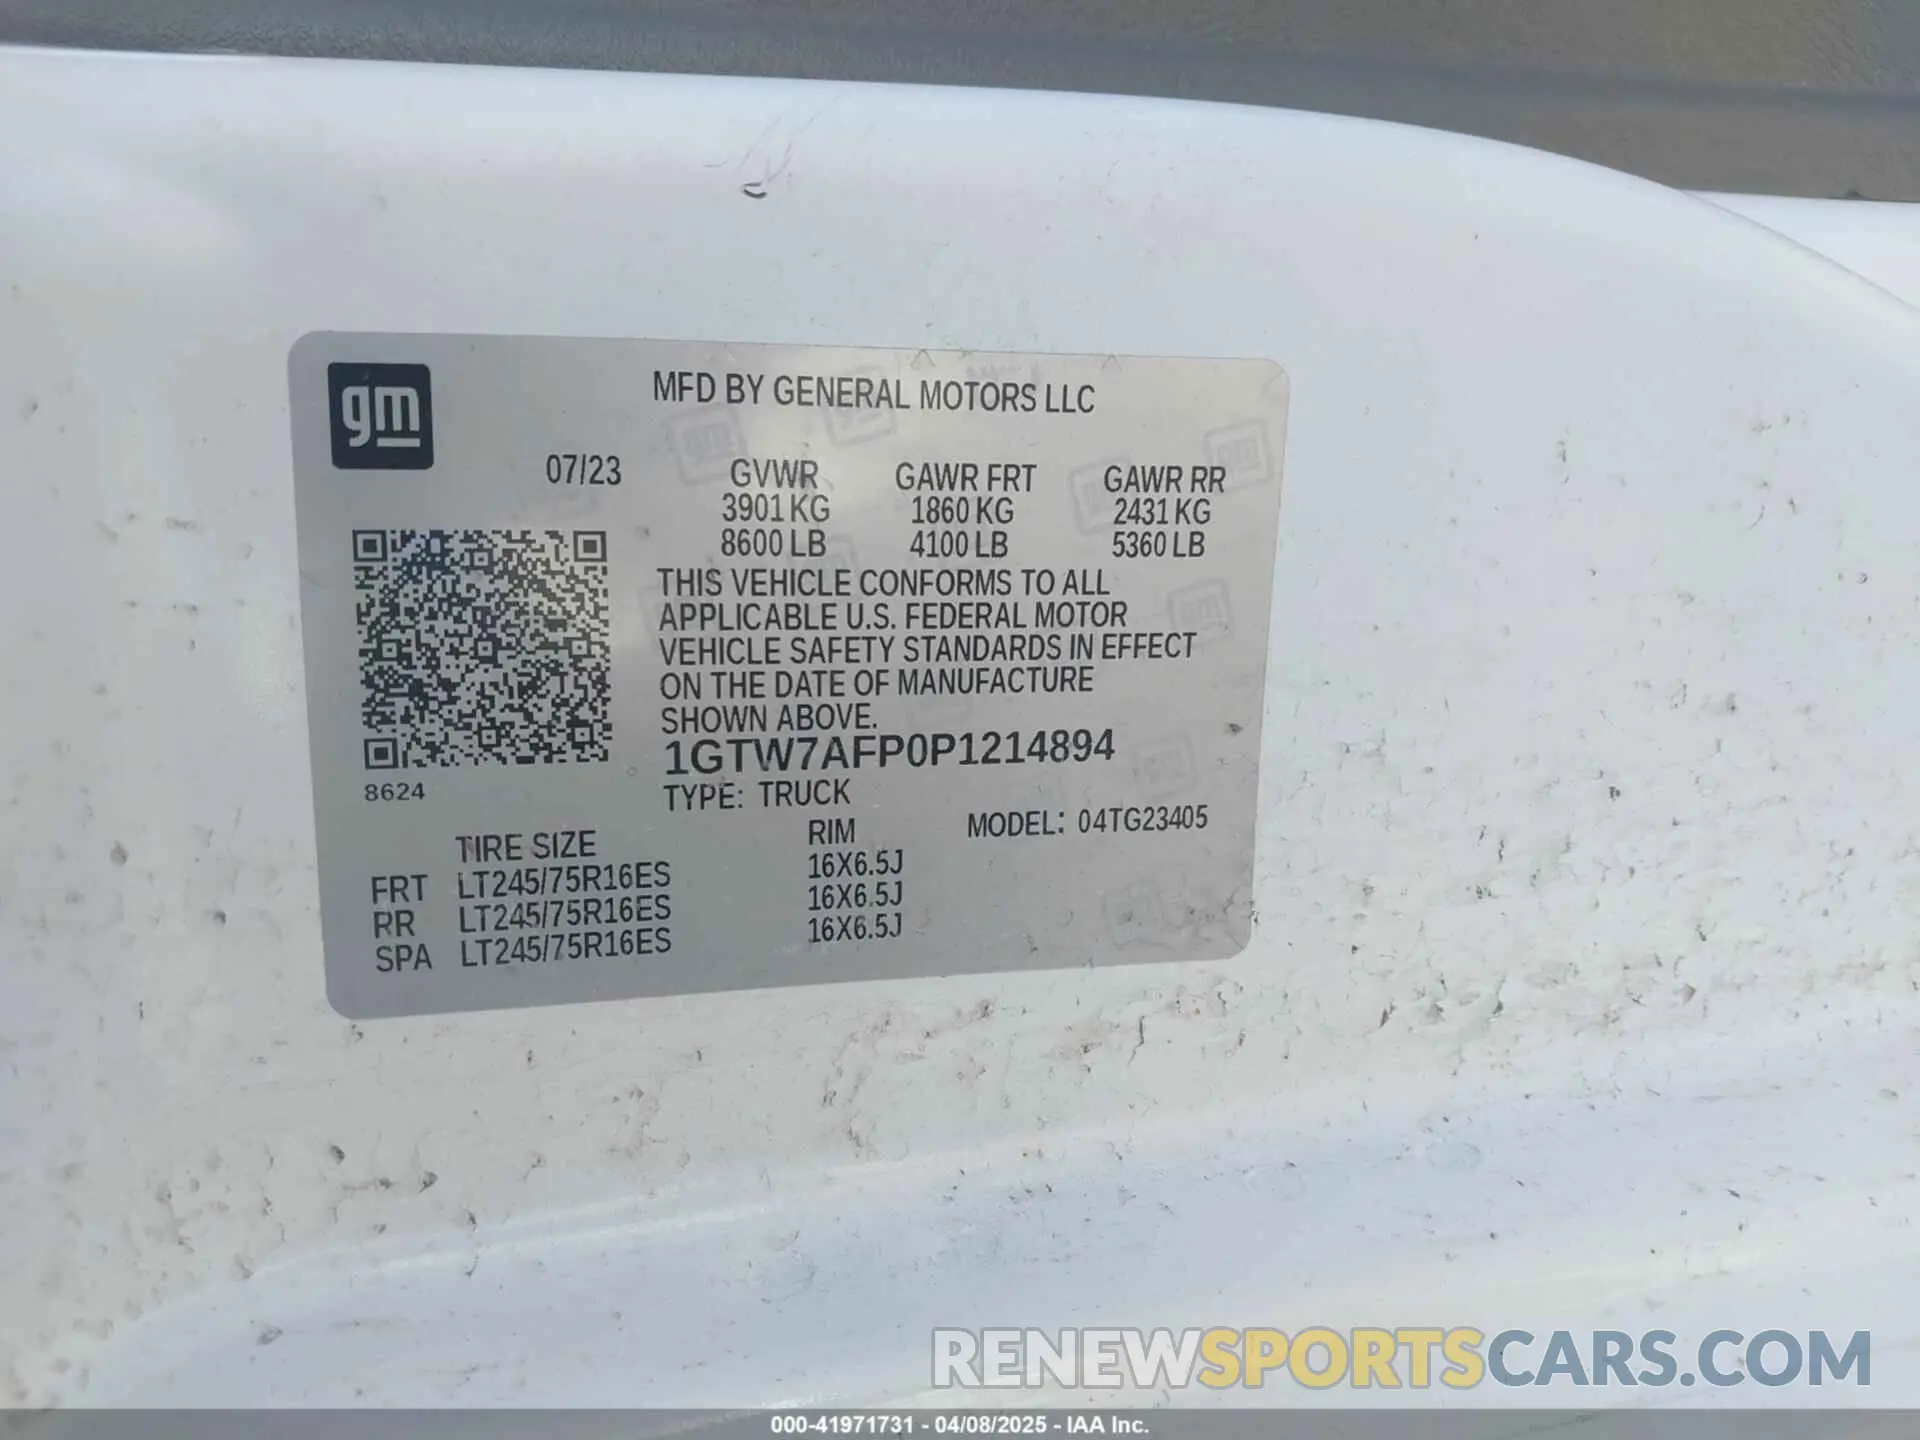 gm
MFD BY GENERAL MOTORS LLC
07/23 GVWR GAWR FRT GAWR RR
3901 KG 1860 KG 2431 KG
8600 LB 4100 LB 5360 LB
THIS VEHICLE CONFORMS TO ALL
APPLICABLE U.S. FEDERAL MOTOR
VEHICLE SAFETY STANDARDS IN EFFECT
ON THE DATE OF MANUFACTURE
SHOWN ABOVE.
1GTW7AFP0P1214894
8624
TYPE: TRUCK
TIRE SIZE RIM MODEL: 04TG23405
FRT LT245/75R16ES 16X6.5J
RR LT245/75R16ES 16X6.5J
SPA LT245/75R16ES 16X6.5J
RENEWSPORTSCARS.COM
000-41971731 - 04/08/2025 - IAA Inc.